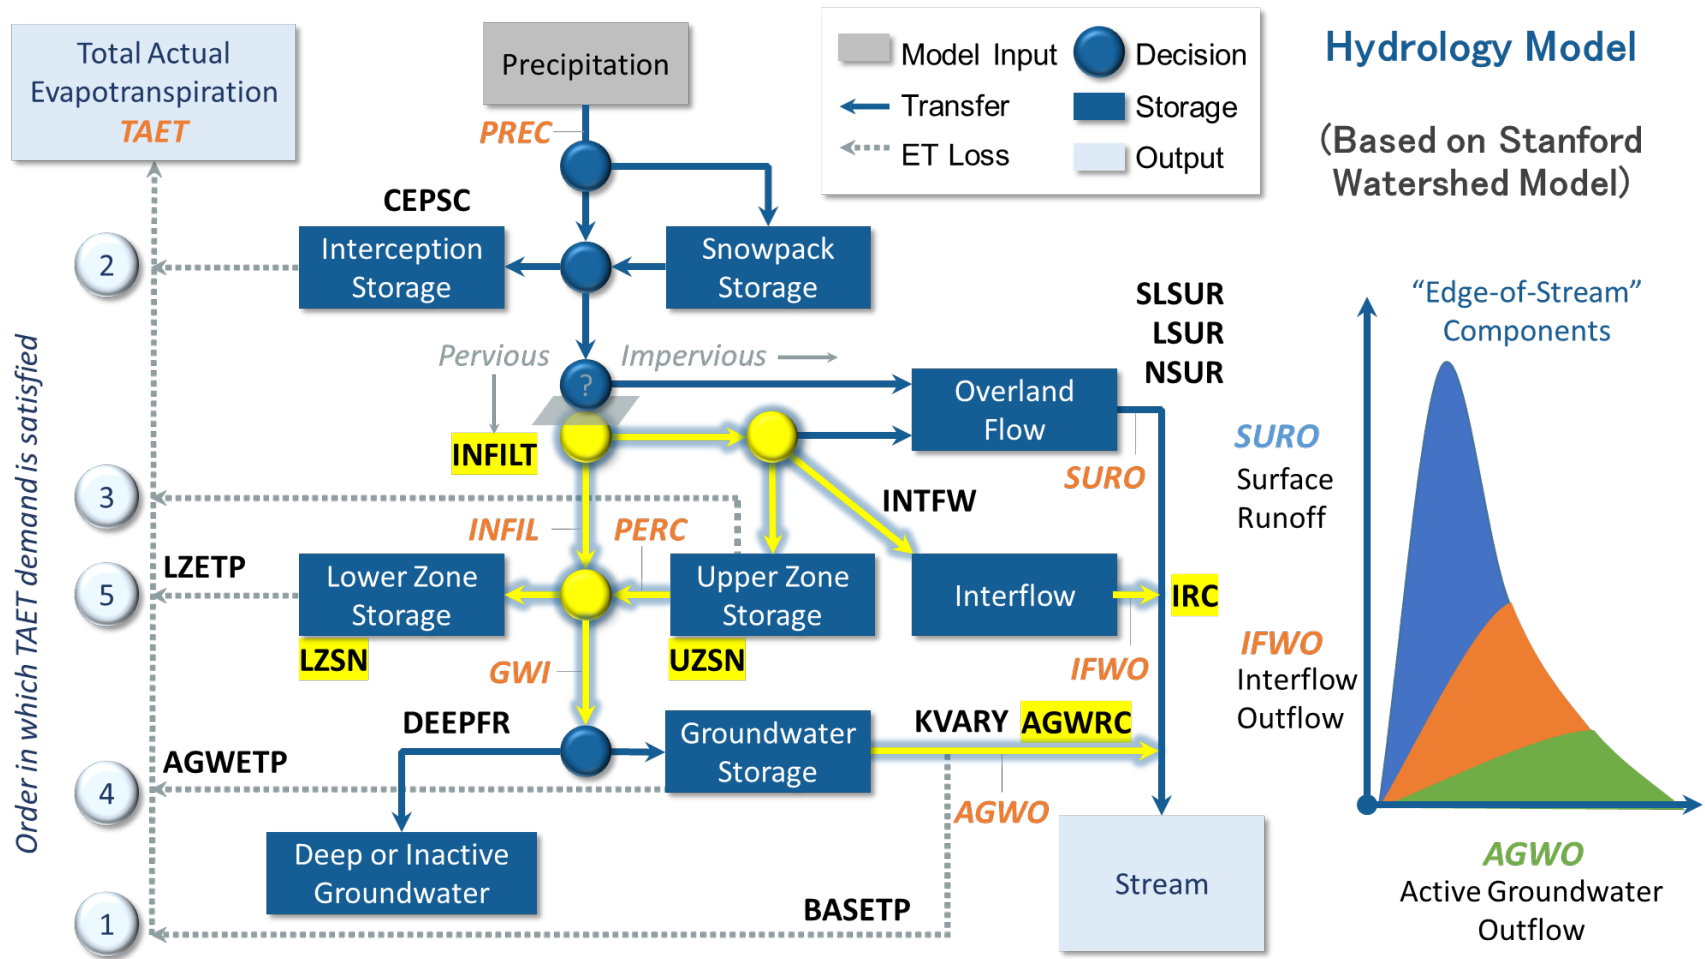 Total Actual
Evapotranspiration
TAET
Precipitation
PREC
Model Input
Decision
Transfer
Storage
ET Loss
Output
Hydrology Model
(Based on Stanford
Watershed Model)
CEPSC
2
Interception
Storage
Snowpack
Storage
SLSUR
LSUR
NSUR
"Edge-of-Stream"
Components
Order in which TAET demand is satisfied
Pervious
Impervious
?
Overland
Flow
INFILT
SURO
SURO
Surface
Runoff
3
INFIL
PERC
INTFW
LZETP
5
Lower Zone
Storage
Upper Zone
Storage
Interflow
IRC
LZSN
UZSN
GWI
IFWO
IFWO
Interflow
Outflow
DEEPFR
KVARY
AGWRC
Groundwater
Storage
AGWETP
4
AGWO
Deep or Inactive
Groundwater
Stream
AGWO
Active Groundwater
Outflow
BASETP
1